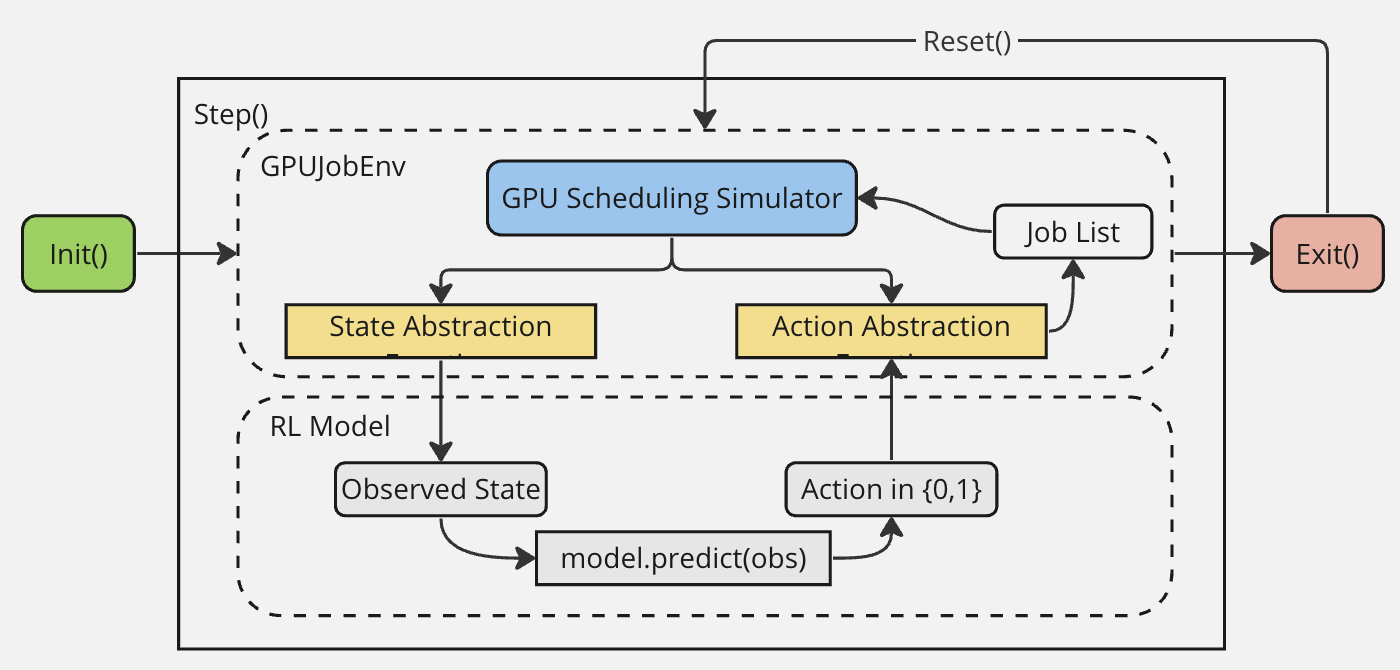 Reset()
Step()
GPUJobEnv
GPU Scheduling Simulator
Job List
Init()
Exit()
State Abstraction
Action Abstraction
RL Model
Observed State
Action in {0,1}
model.predict(obs)